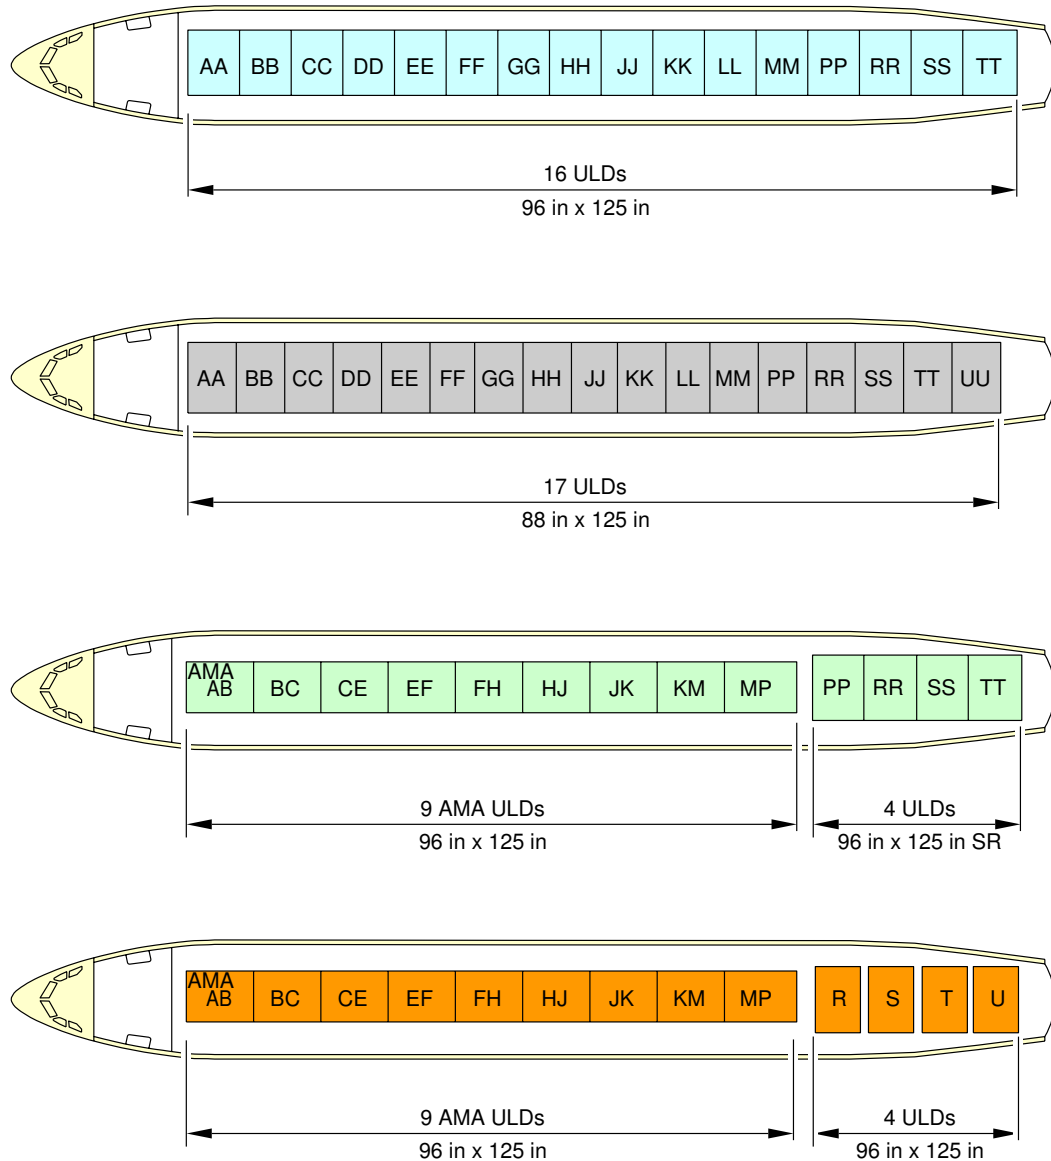 AA BB CC DD EE FF GG HH JJ KK LL MM PP RR SS TT
16 ULDs
96 in x 125 in
AA BB CC DD EE FF GG HH JJ KK LL MM PP RR SS TT UU
17 ULDs
88 in x 125 in
AMA
AB BC CE EF FH HJ JK KM MP PP RR SS TT
9 AMA ULDs 4 ULDs
96 in x 125 in 96 in x 125 in SR
AMA
AB BC CE EF FH HJ JK KM MP R S T U
9 AMA ULDs 4 ULDs
96 in x 125 in 96 in x 125 in